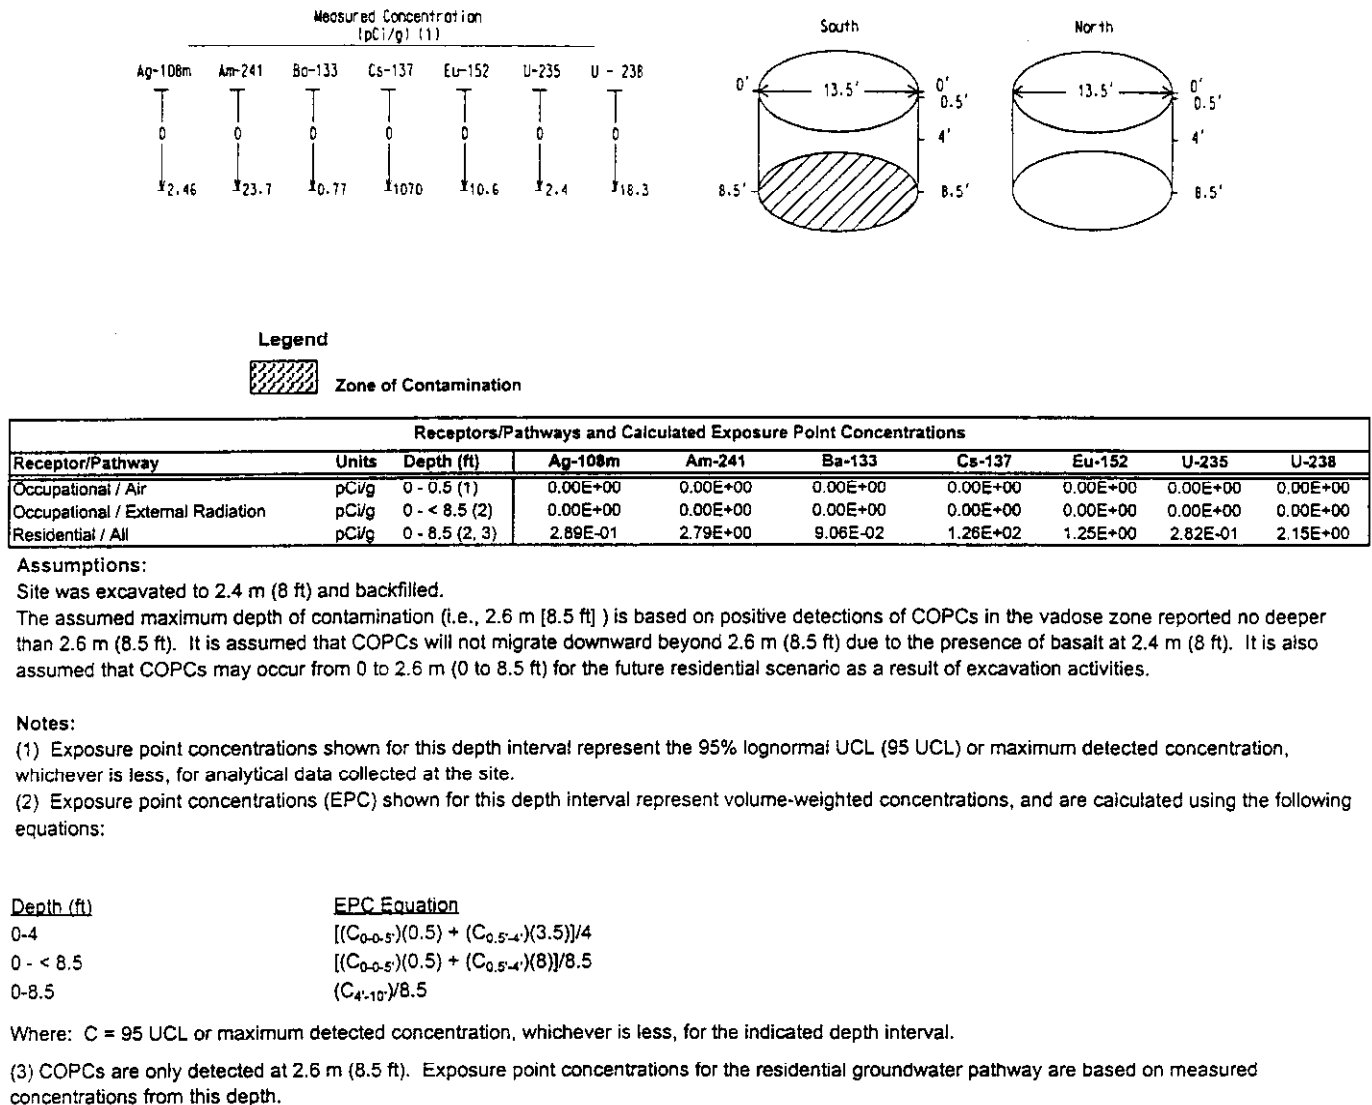 Measured Concentration
(pCi/g) (1)
Ag-108m Am-241 Ba-133 Cs-137 Eu-152 U-235 U - 238
0 0 0 0 0 0 0
2.46 23.7 0.77 1070 10.6 2.4 18.3
South North
0' 13.5' 0' 13.5' 0'
0.5' 0.5'
4' 4'
8.5' 8.5' 8.5'
Legend
Zone of Contamination
Receptors/Pathways and Calculated Exposure Point Concentrations
Receptor/Pathway Units Depth (ft) Ag-108m Am-241 Ba-133 Cs-137 Eu-152 U-235 U-238
Occupational / Air pCi/g 0 - 0.5 (1) 0.00E+00 0.00E+00 0.00E+00 0.00E+00 0.00E+00 0.00E+00 0.00E+00
Occupational / External Radiation pCi/g 0 - < 8.5 (2) 0.00E+00 0.00E+00 0.00E+00 0.00E+00 0.00E+00 0.00E+00 0.00E+00
Residential / All pCi/g 0 - 8.5 (2, 3) 2.89E-01 2.79E+00 9.06E-02 1.26E+02 1.25E+00 2.82E-01 2.15E+00
Assumptions:
Site was excavated to 2.4 m (8 ft) and backfilled.
The assumed maximum depth of contamination (i.e., 2.6 m [8.5 ft] ) is based on positive detections of COPCs in the vadose zone reported no deeper
than 2.6 m (8.5 ft). It is assumed that COPCs will not migrate downward beyond 2.6 m (8.5 ft) due to the presence of basalt at 2.4 m (8 ft). It is also
assumed that COPCs may occur from 0 to 2.6 m (0 to 8.5 ft) for the future residential scenario as a result of excavation activities.
Notes:
(1) Exposure point concentrations shown for this depth interval represent the 95% lognormal UCL (95 UCL) or maximum detected concentration,
whichever is less, for analytical data collected at the site.
(2) Exposure point concentrations (EPC) shown for this depth interval represent volume-weighted concentrations, and are calculated using the following
equations:
Depth (ft) EPC Equation
0-4 [(C0-0.5')(0.5) + (C0.5'-4')(3.5)]/4
0 - < 8.5 [(C0-0.5')(0.5) + (C0.5'-4')(8)]/8.5
0-8.5 (C4'-10')/8.5
Where: C = 95 UCL or maximum detected concentration, whichever is less, for the indicated depth interval.
(3) COPCs are only detected at 2.6 m (8.5 ft). Exposure point concentrations for the residential groundwater pathway are based on measured
concentrations from this depth.